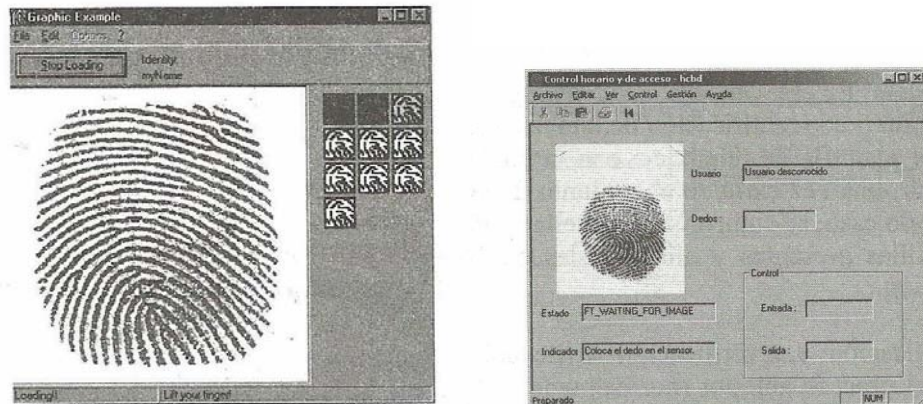 Graphic Example
File Edit Options ?
Stop Loading
Identity:
myName
Loading!!
Lift your finger!
Control horario y de acceso - hcbd
Archivo Editar Ver Control Gestión Ayuda
Usuario
Usuario desconocido
Dedos :
Control
Estado
FT_WAITING_FOR_IMAGE
Entrada :
Indicador
Coloca el dedo en el sensor.
Salida :
Preparado
NUM